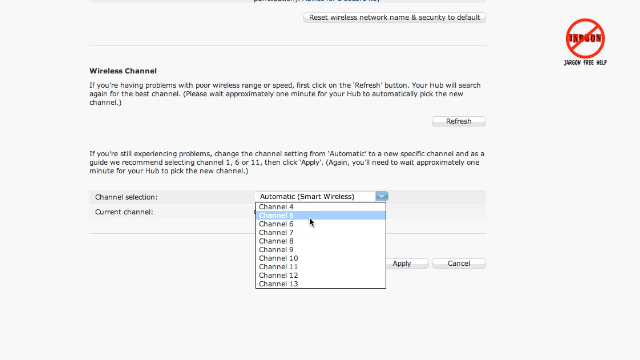 Reset wireless network name & security to default
JARGON
JARGON FREE HELP
Wireless Channel
If you're having problems with poor wireless range or speed, first click on the 'Refresh' button. Your Hub will search
again for the best channel. (Please wait approximately one minute for your Hub to automatically pick the new
channel.)
Refresh
If you're still experiencing problems, change the channel setting from 'Automatic' to a new specific channel and as a
guide we recommend selecting channel 1, 6 or 11, then click 'Apply'. (Again, you'll need to wait approximately one
minute for your Hub to pick the new channel.)
Channel selection: Automatic (Smart Wireless)
Current channel:
Channel 4
Channel 5
Channel 6
Channel 7
Channel 8
Channel 9
Channel 10
Channel 11
Channel 12
Channel 13
Apply Cancel